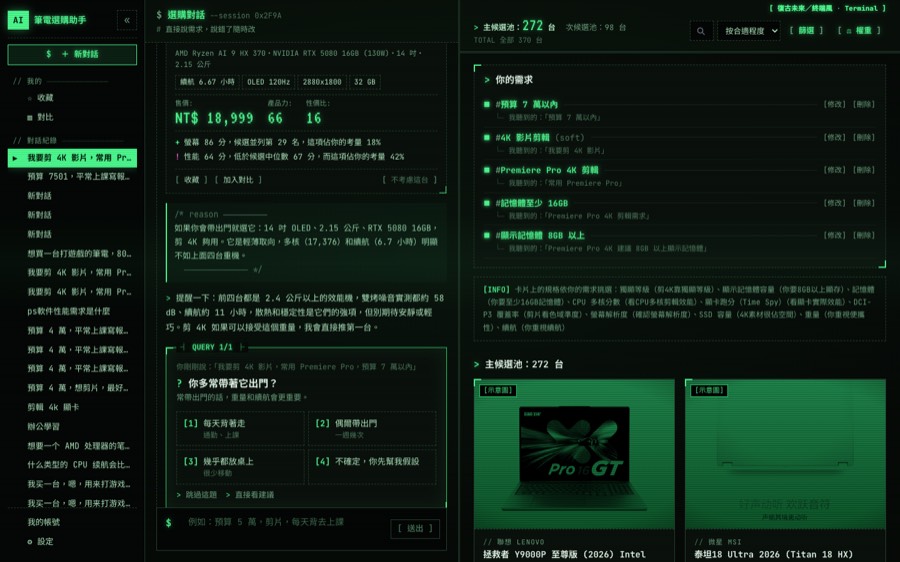 AI 筆電選購助手 «
$ ＋ 新對話
// 我的
☆ 收藏
▥ 對比
// 對話紀錄
▶ 我要剪 4K 影片，常用 Pr…
預算 7501，平常上課寫報…
新對話
新對話
新對話
想買一台打遊戲的筆電，80…
我要剪 4K 影片，常用 Pr…
我要剪 4K 影片，常用 Pr…
ps軟件性能需求是什麼
預算 4 萬，平常上課寫報…
預算 4 萬，平常上課寫報…
預算 4 萬，平常上課寫報…
預算 4 萬，想剪片，最好…
剪輯 4k 顯卡
辦公學習
想要一个 AMD 处理器的笔…
什么类型的 CPU 续航会比…
我买一台，嗯，用来打游戏…
我买一台，嗯，用来打游戏…
我买一台，嗯，用来打游戏…
我的帳號
⚙ 設定
$ 選購對話 --session 0x2F9A
# 直接說需求，說錯了隨時改
AMD Ryzen AI 9 HX 370・NVIDIA RTX 5080 16GB (130W)・14 吋・
2.15 公斤
續航 6.67 小時 OLED 120Hz 2880x1800 32 GB
售價: 產品力: 性價比:
NT$ 18,999 66 16
+ 螢幕 86 分，候選並列第 29 名，這項佔你的考量 18%
! 性能 64 分，低於候選中位數 67 分，而這項佔你的考量 42%
[ 收藏 ] [ 加入對比 ] [ 不考慮這台 ]
/* reason
如果你會帶出門就選它：14 吋 OLED、2.15 公斤、RTX 5080 16GB，
剪 4K 夠用。它是輕薄取向，多核（17,376）和續航（6.7 小時）明顯
不如上面四台重機。
*/
> 提醒一下：前四台都是 2.4 公斤以上的效能機，雙烤噪音實測都約 58
dB、續航約 11 小時，散熱和穩定性是它們的強項，但別期待安靜或輕
巧。剪 4K 如果可以接受這個重量，我會直接推第一台。
QUERY 1/1
你剛剛說：「我要剪 4K 影片，常用 Premiere Pro，預算 7 萬以內」
? 你多常帶著它出門？
常帶出門的話，重量和續航會更重要。
[1] 每天背著走
通勤、上課
[2] 偶爾帶出門
一週幾次
[3] 幾乎都放桌上
很少移動
[4] 不確定，你先幫我假設
> 跳過這題 > 直接看建議
$ 例如：預算 5 萬，剪片，每天背去上課 [ 送出 ]
[ 復古未來／終端風 · Terminal ]
> 主候選池：272 台 次候選池：98 台
TOTAL 全部 370 台
按合適程度 [ 篩選 ] [ 權重 ]
> 你的需求
#預算 7 萬以內 [修改] [刪除]
我聽到的：「預算 7 萬以內」
#4K 影片剪輯 (soft) [修改] [刪除]
我聽到的：「我要剪 4K 影片」
#Premiere Pro 4K 剪輯 [修改] [刪除]
我聽到的：「常用 Premiere Pro」
#記憶體至少 16GB [修改] [刪除]
我聽到的：「Premiere Pro 4K 剪輯需求」
#顯示記憶體 8GB 以上 [修改] [刪除]
我聽到的：「Premiere Pro 4K 建議 8GB 以上顯示記憶體」
[INFO] 卡片上的規格依你的需求挑選：獨顯等級（剪4K靠獨顯等級）、顯示記憶體容量（你要8GB以上顯存）、記憶體
（你要至少16GB記憶體）、CPU 多核分數（看CPU多核剪輯效能）、顯卡跑分（Time Spy）（看顯卡實際效能）、DCI-
P3 覆蓋率（剪片看色域準度）、螢幕解析度（確認螢幕解析度）、SSD 容量（4K素材很佔空間）、重量（你重視便攜
性）、續航（你重視續航）
> 主候選池：272 台
[示意圖]
Pro GT
// 聯想 LENOVO
拯救者 Y9000P 至尊版 (2026) Intel
[示意圖]
// 微星 MSI
泰坦18 Ultra 2026 (Titan 18 HX)